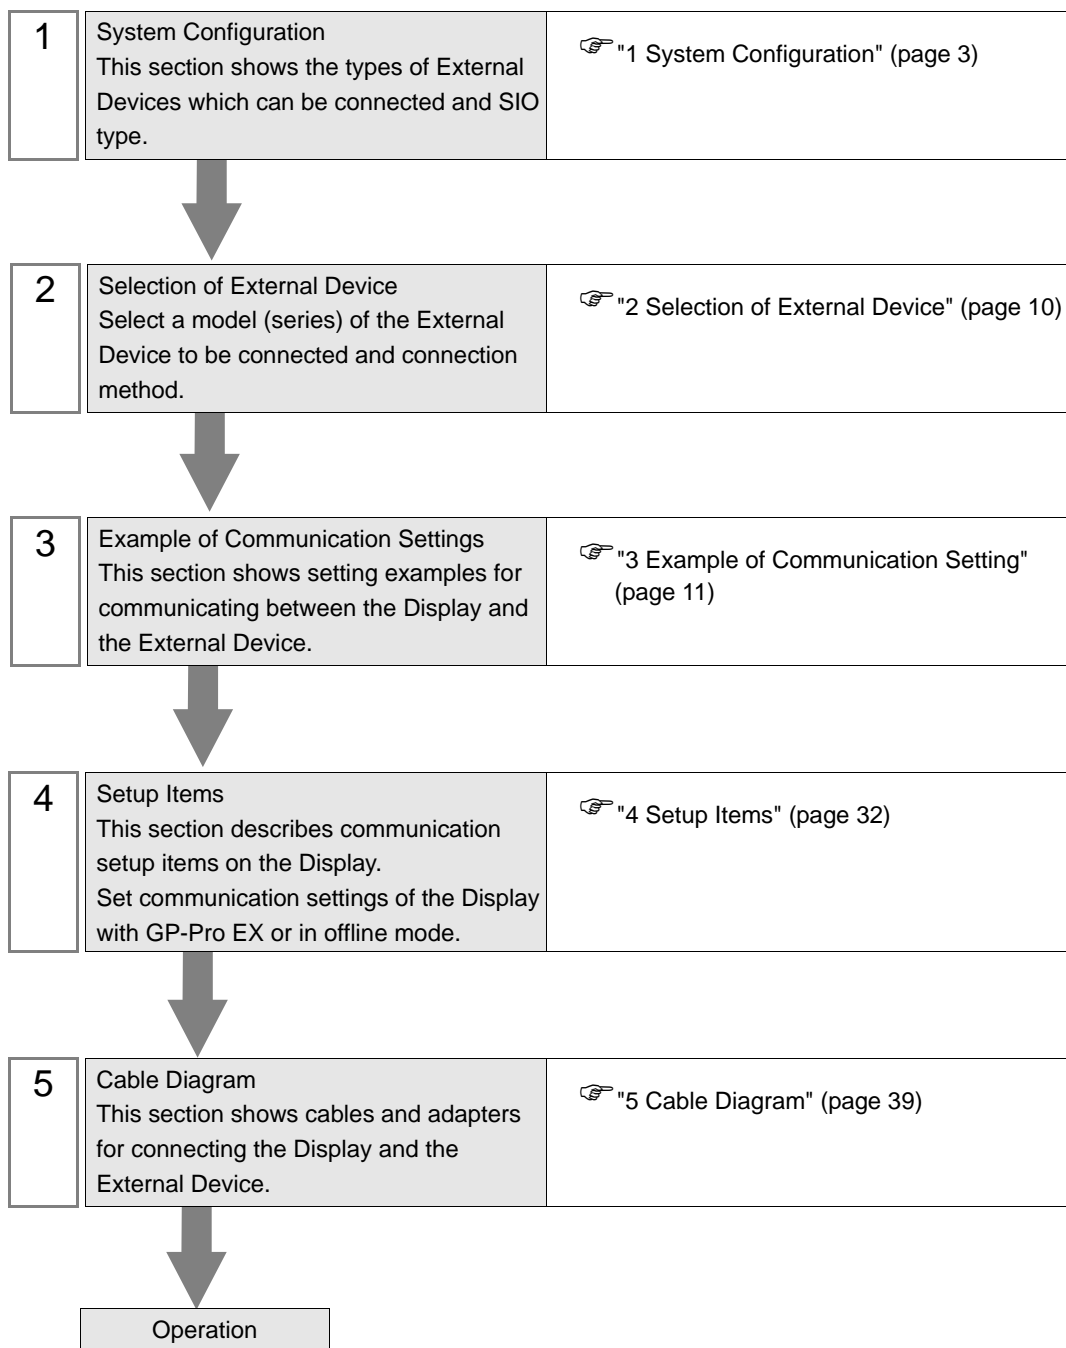 1
System Configuration
This section shows the types of External
Devices which can be connected and SIO
type.
"1 System Configuration" (page 3)
2
Selection of External Device
Select a model (series) of the External
Device to be connected and connection
method.
"2 Selection of External Device" (page 10)
3
Example of Communication Settings
This section shows setting examples for
communicating between the Display and
the External Device.
"3 Example of Communication Setting"
(page 11)
4
Setup Items
This section describes communication
setup items on the Display.
Set communication settings of the Display
with GP-Pro EX or in offline mode.
"4 Setup Items" (page 32)
5
Cable Diagram
This section shows cables and adapters
for connecting the Display and the
External Device.
"5 Cable Diagram" (page 39)
Operation